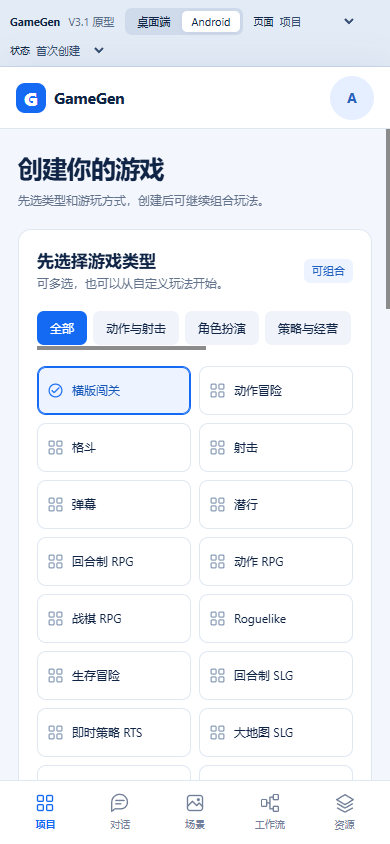 GameGen V3.1 原型 桌面端 Android 页面 项目
状态 首次创建
G GameGen A
创建你的游戏
先选类型和游玩方式，创建后可继续组合玩法。
先选择游戏类型
可多选，也可以从自定义玩法开始。
可组合
全部 动作与射击 角色扮演 策略与经营
横版闯关 动作冒险
格斗 射击
弹幕 潜行
回合制 RPG 动作 RPG
战棋 RPG Roguelike
生存冒险 回合制 SLG
即时策略 RTS 大地图 SLG
项目 对话 场景 工作流 资源